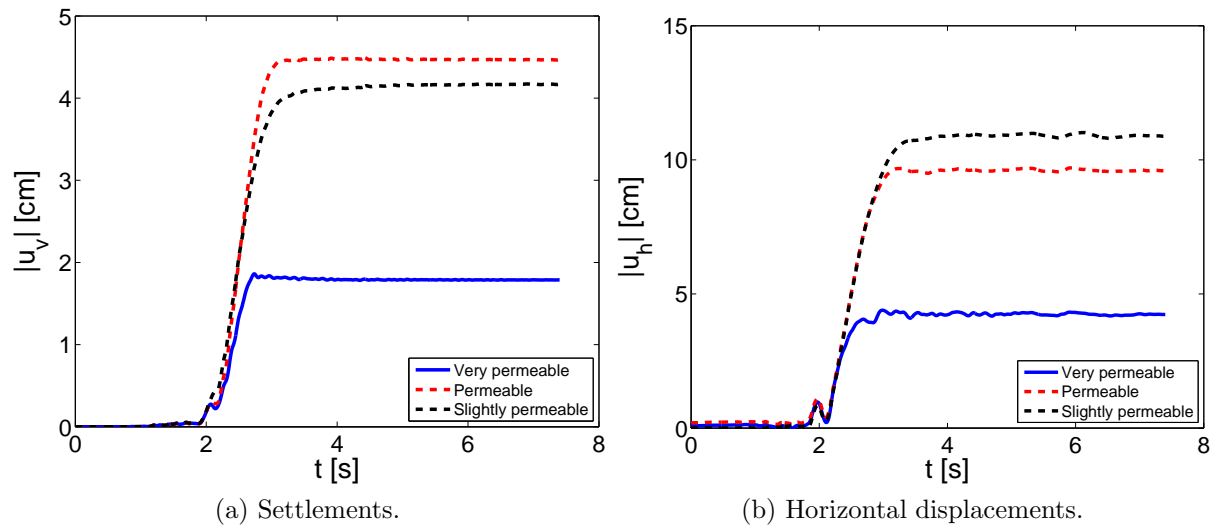 5
4
3
2
1
0
|u_v| [cm]
0 2 4 6 8
t [s]
Very permeable
Permeable
Slightly permeable
(a) Settlements.
15
10
5
0
|u_h| [cm]
0 2 4 6 8
t [s]
Very permeable
Permeable
Slightly permeable
(b) Horizontal displacements.